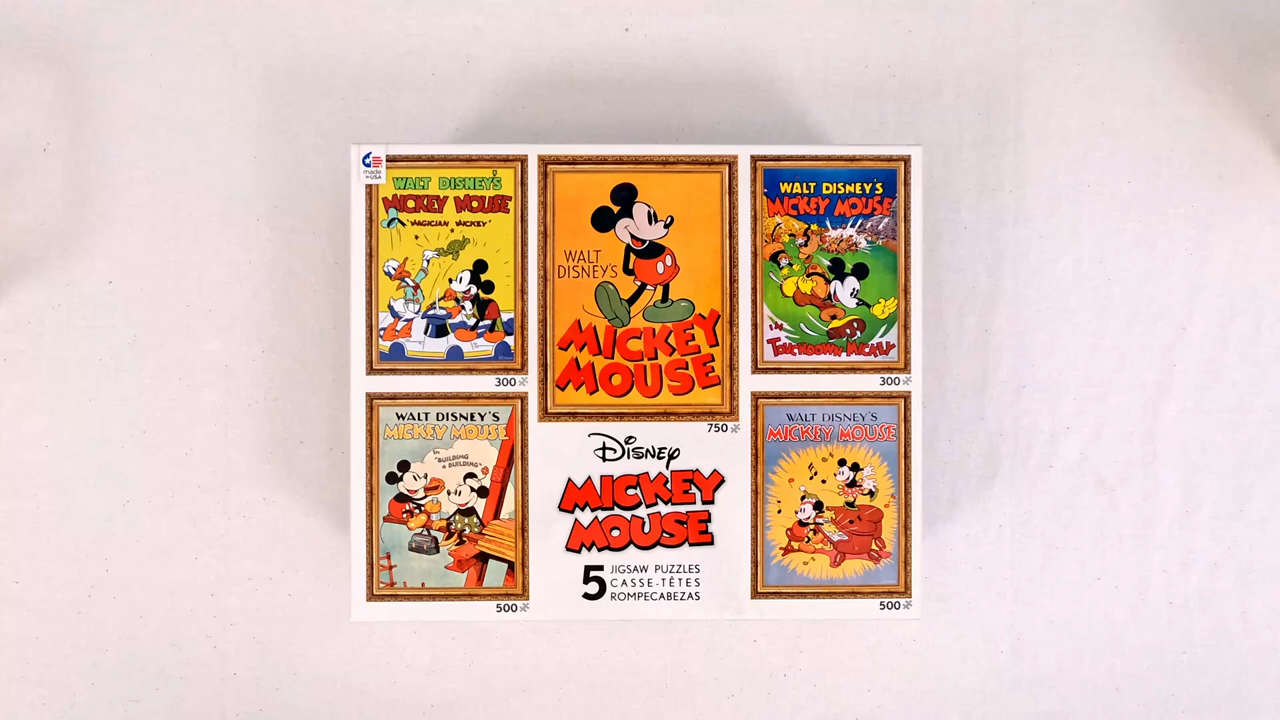 made
in USA
WALT DISNEY'S
MICKEY MOUSE
"MAGICIAN MICKEY"
300
WALT
DISNEY'S
MICKEY
MOUSE
750
WALT DISNEY'S
MICKEY MOUSE
IN
TOUCHDOWN MICKEY
300
WALT DISNEY'S
MICKEY MOUSE
in
"BUILDING
a BUILDING"
500
Disney
MICKEY
MOUSE
5 JIGSAW PUZZLES
CASSE-TÊTES
ROMPECABEZAS
WALT DISNEY'S
MICKEY MOUSE
500